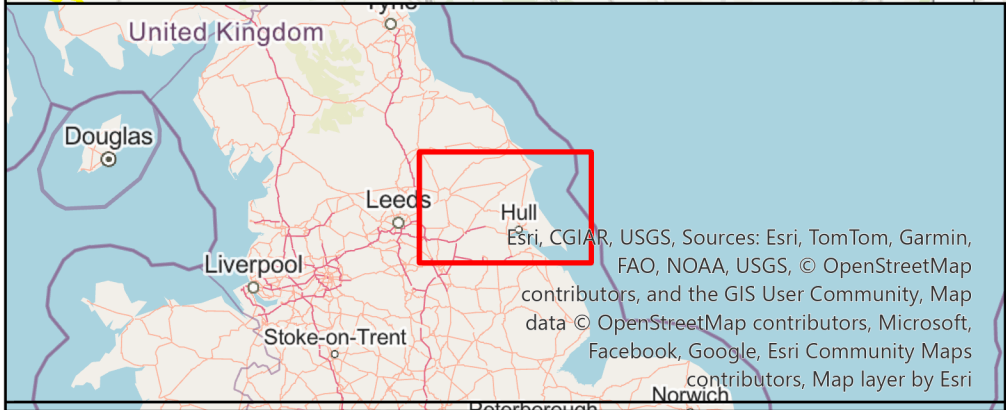 Tyne
United Kingdom
Douglas
Leeds
Hull
Esri, CGIAR, USGS, Sources: Esri, TomTom, Garmin,
FAO, NOAA, USGS, © OpenStreetMap
contributors, and the GIS User Community, Map
data © OpenStreetMap contributors, Microsoft,
Facebook, Google, Esri Community Maps
contributors, Map layer by Esri
Liverpool
Stoke-on-Trent
Norwich
Peterborough